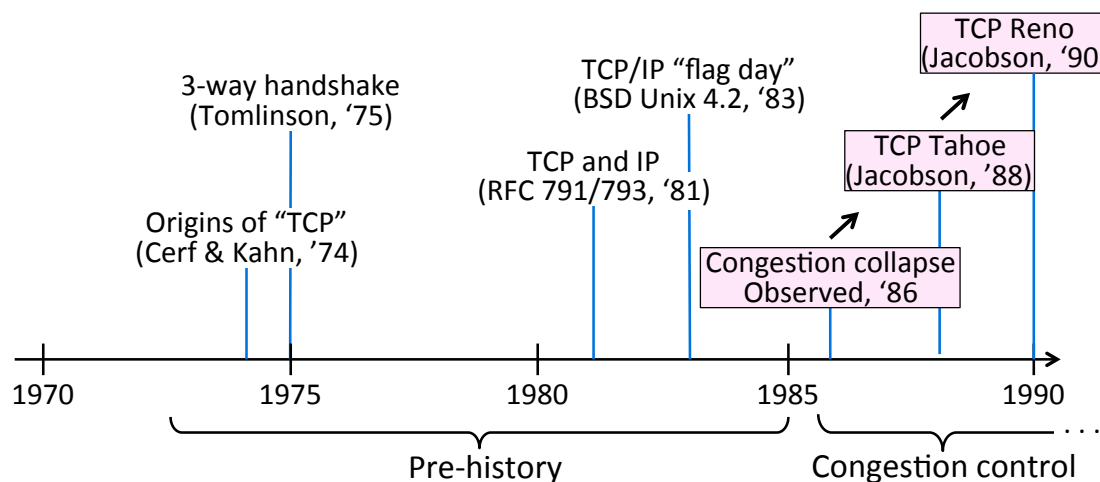 TCP Reno
(Jacobson, ‘90
3-way handshake
(Tomlinson, ‘75)
TCP/IP “flag day”
(BSD Unix 4.2, ‘83)
TCP Tahoe
(Jacobson, ’88)
TCP and IP
(RFC 791/793, ‘81)
Origins of “TCP”
(Cerf & Kahn, ’74)
Congestion collapse
Observed, ‘86
1970 1975 1980 1985 1990
. . .
Pre-history Congestion control